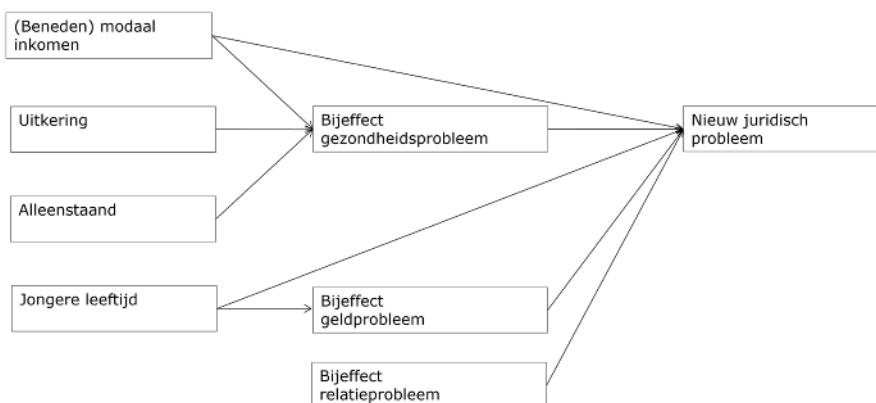 (Beneden) modaal
inkomen
Uitkering
Bijeffect
gezondheidsprobleem
Nieuw juridisch
probleem
Alleenstaand
Jongere leeftijd
Bijeffect
geldprobleem
Bijeffect
relatieprobleem